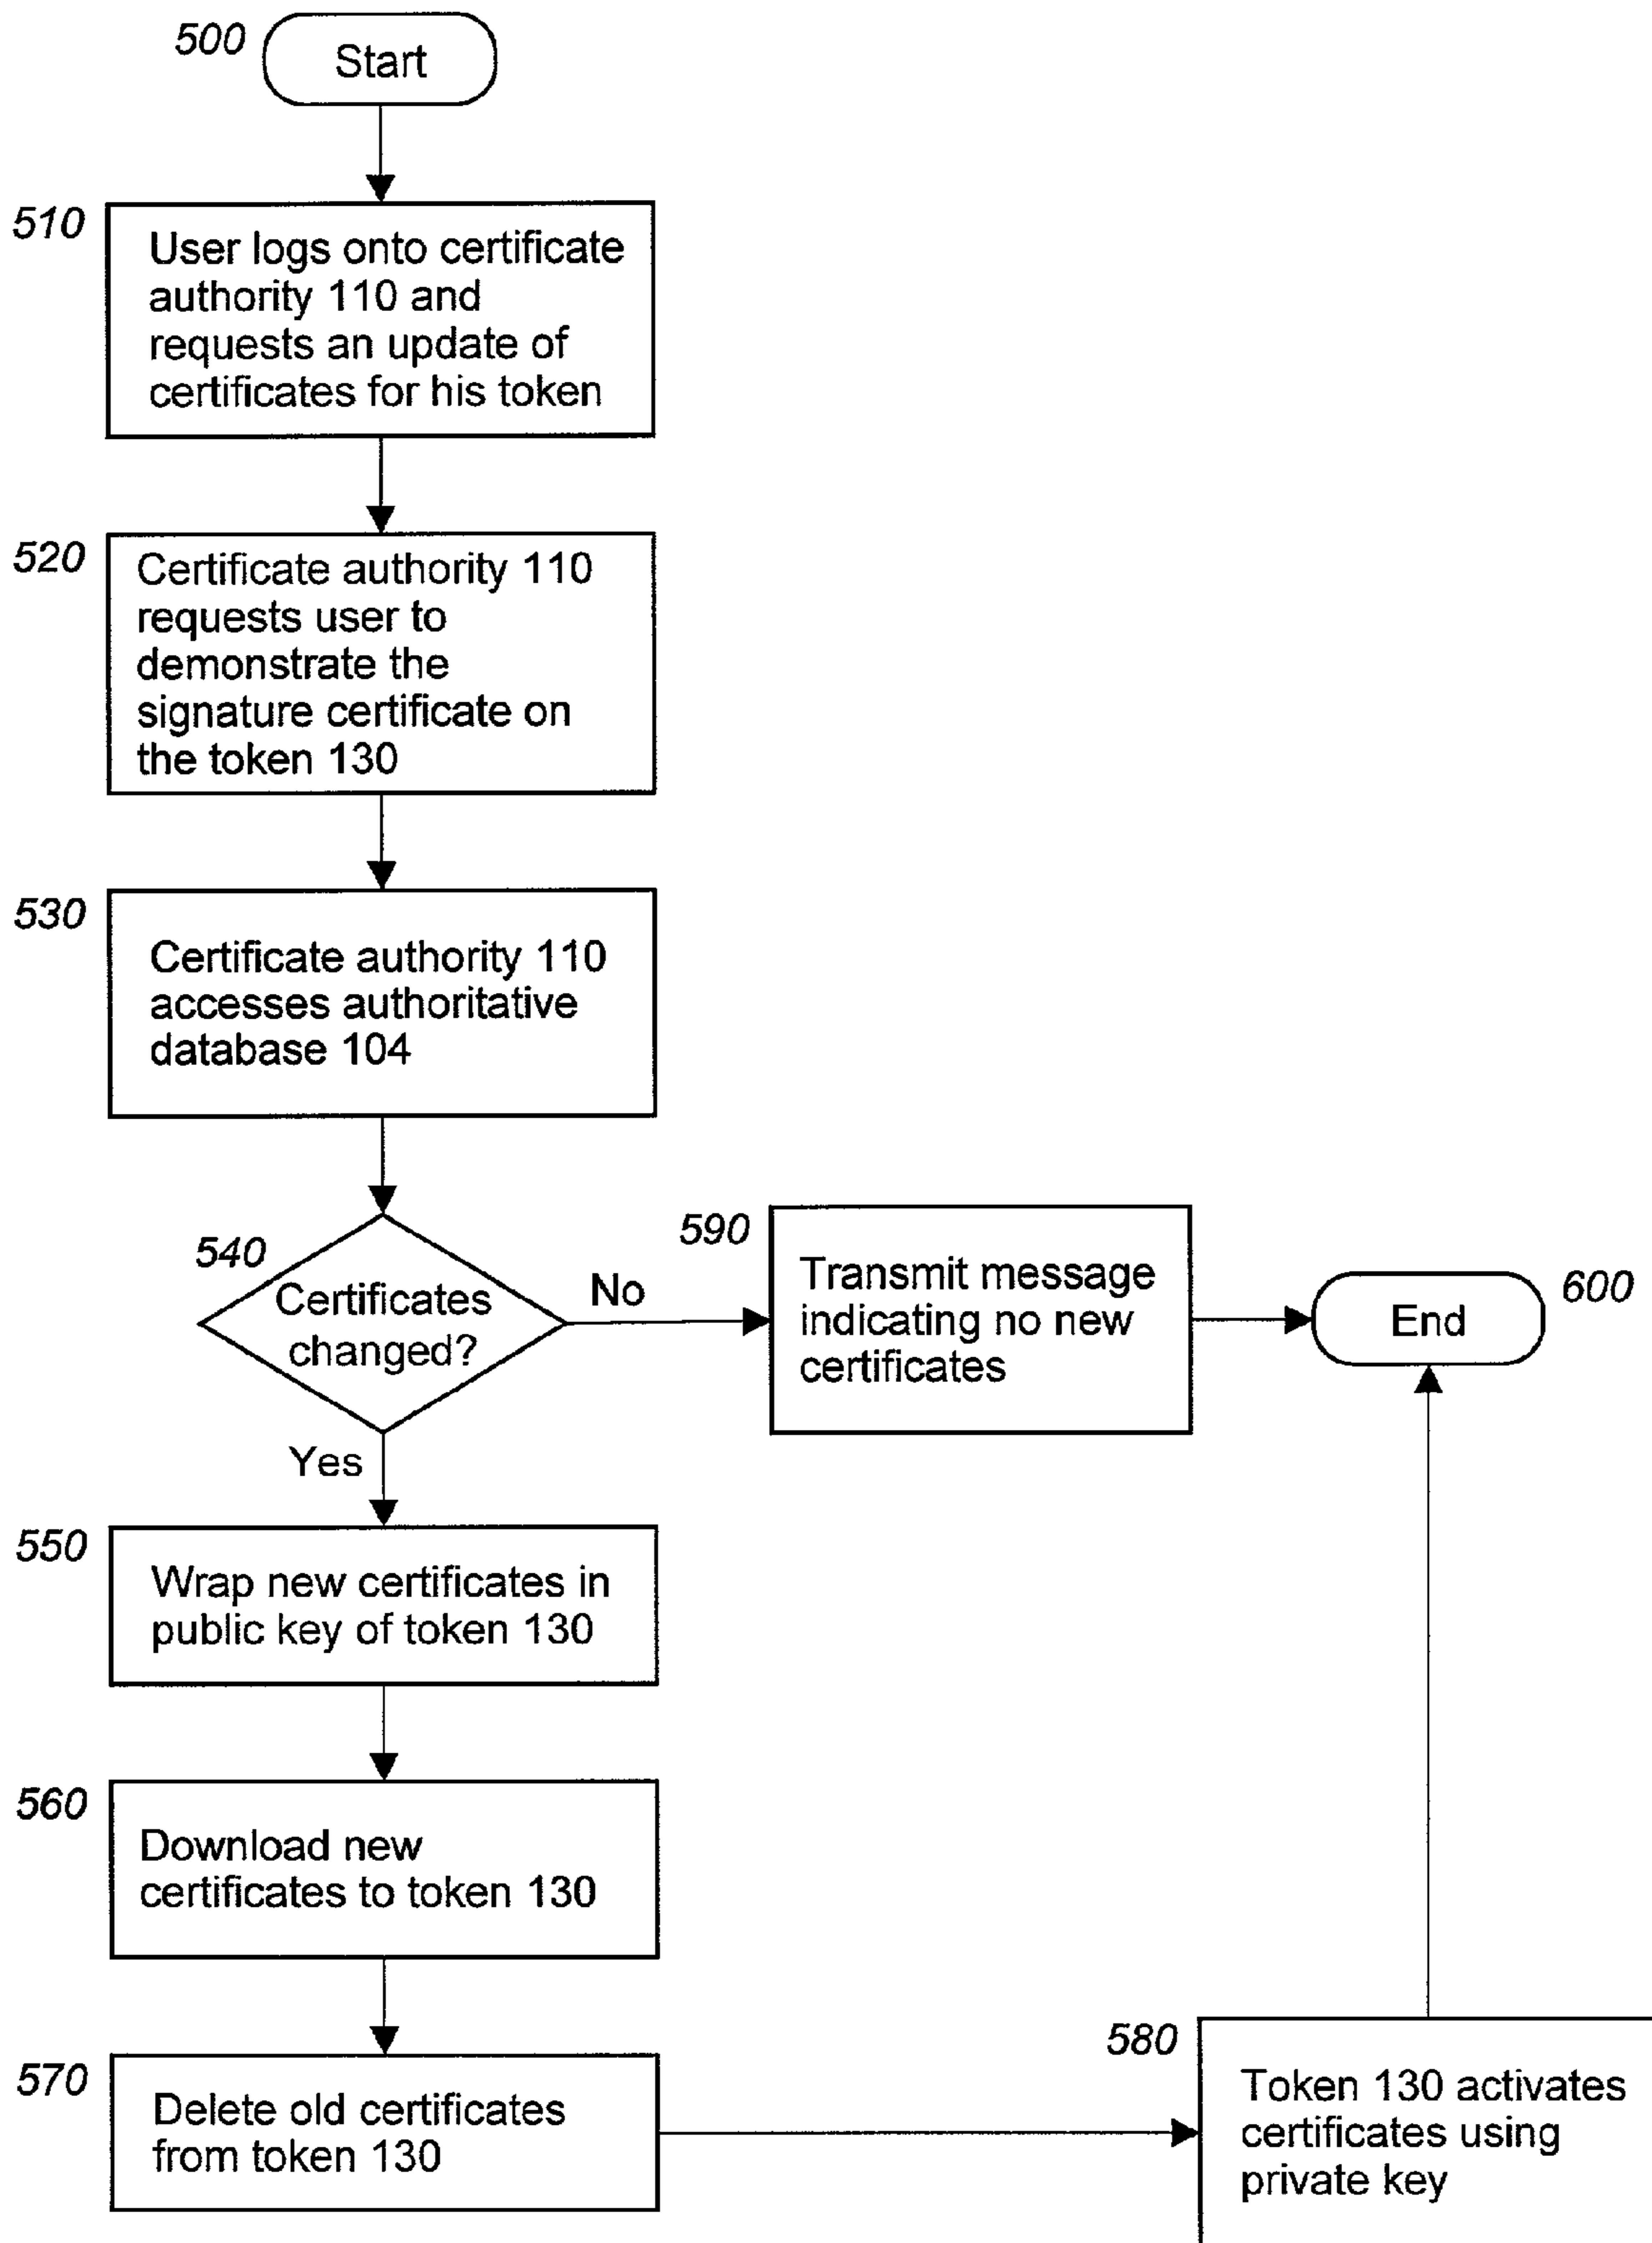 500
Start
510
User logs onto certificate
authority 110 and
requests an update of
certificates for his token
520
Certificate authority 110
requests user to
demonstrate the
signature certificate on
the token 130
530
Certificate authority 110
accesses authoritative
database 104
540
Certificates
changed?
No
590
Transmit message
indicating no new
certificates
End
600
Yes
550
Wrap new certificates in
public key of token 130
560
Download new
certificates to token 130
570
Delete old certificates
from token 130
580
Token 130 activates
certificates using
private key